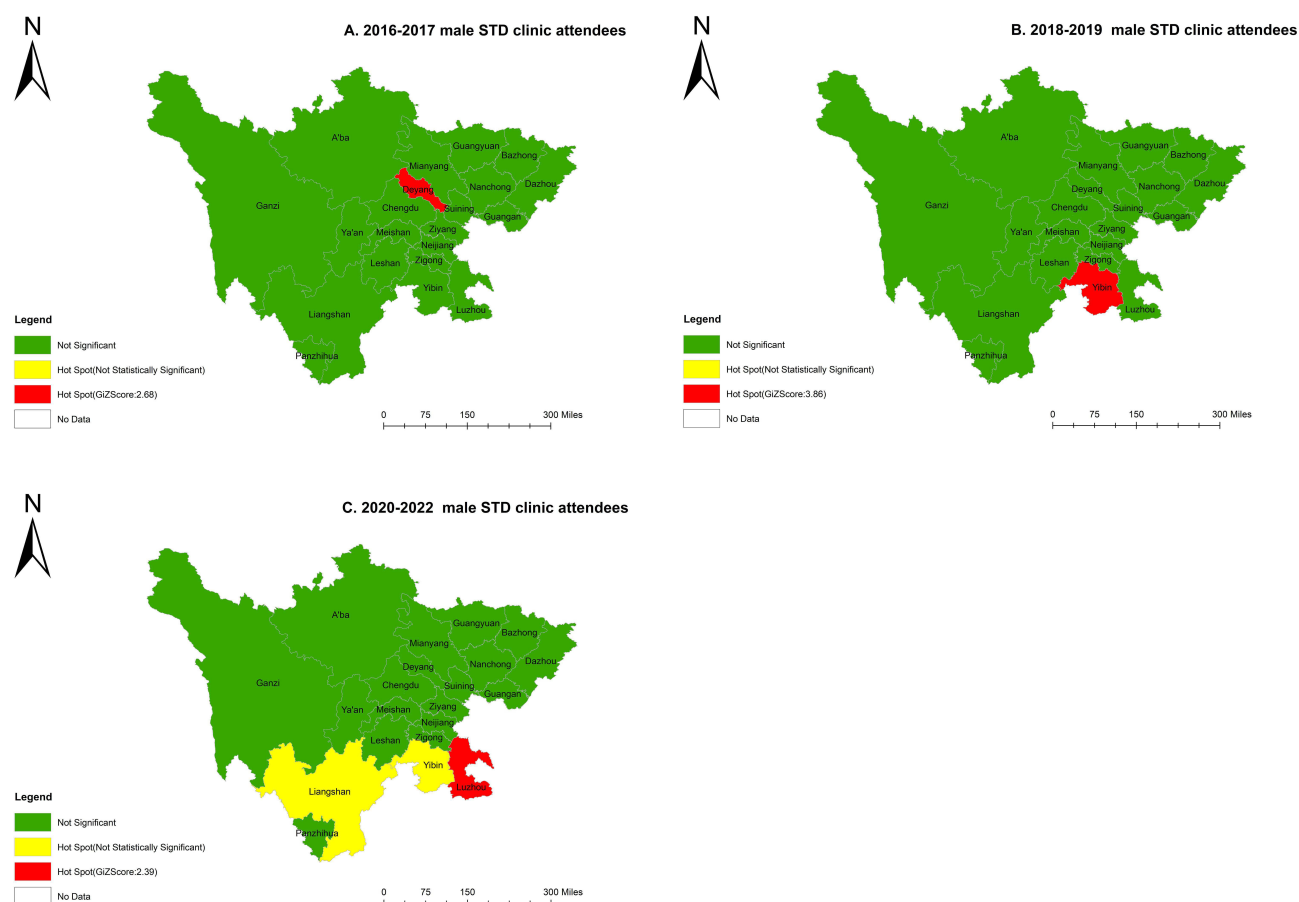 N
A. 2016-2017 male STD clinic attendees
A'ba
Guangyuan
Bazhong
Mianyang
Dazhou
Nanchong
Deyang
Ganzi
Chengdu
Suining
Guangan
Ya'an
Meishan
Ziyang
Neijiang
Leshan
Zigong
Yibin
Liangshan
Luzhou
Panzhihua
Legend
Not Significant
Hot Spot(Not Statistically Significant)
Hot Spot(GiZScore:2.68)
No Data
0 75 150 300 Miles
N
B. 2018-2019 male STD clinic attendees
A'ba
Guangyuan
Bazhong
Mianyang
Dazhou
Nanchong
Deyang
Ganzi
Chengdu
Suining
Guangan
Ya'an
Meishan
Ziyang
Neijiang
Leshan
Zigong
Yibin
Liangshan
Luzhou
Panzhihua
Legend
Not Significant
Hot Spot(Not Statistically Significant)
Hot Spot(GiZScore:3.86)
No Data
0 75 150 300 Miles
N
C. 2020-2022 male STD clinic attendees
A'ba
Guangyuan
Bazhong
Mianyang
Dazhou
Nanchong
Deyang
Ganzi
Chengdu
Suining
Guangan
Ya'an
Meishan
Ziyang
Neijiang
Leshan
Zigong
Yibin
Liangshan
Luzhou
Panzhihua
Legend
Not Significant
Hot Spot(Not Statistically Significant)
Hot Spot(GiZScore:2.39)
No Data
0 75 150 300 Miles